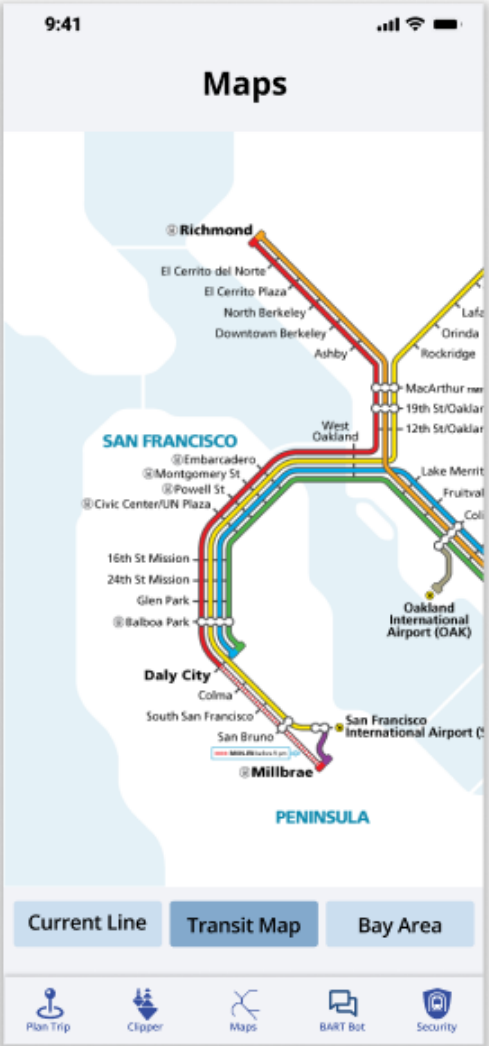 9:41
Maps
Richmond
El Cerrito del Norte
El Cerrito Plaza
North Berkeley
Downtown Berkeley
Ashby
Lafa
Orinda
Rockridge
MacArthur
19th St/Oaklan
12th St/Oaklan
West
Oakland
SAN FRANCISCO
Embarcadero
Montgomery St
Powell St
Civic Center/UN Plaza
Lake Merrit
Fruitval
Coli
16th St Mission
24th St Mission
Glen Park
Balboa Park
Oakland
International
Airport (OAK)
Daly City
Colma
South San Francisco
San Bruno
San Francisco
International Airport (S
Millbrae
PENINSULA
Current Line
Transit Map
Bay Area
Plan Trip
Clipper
Maps
BART Bot
Security